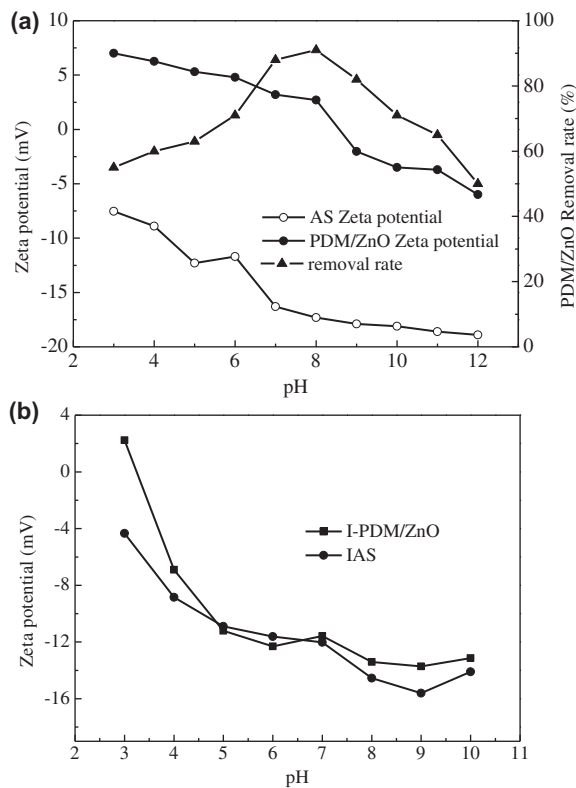 (a)
10
5
0
-5
-10
-15
-20
Zeta potential (mV)
100
80
60
40
20
0
PDM/ZnO Removal rate (%)
AS Zeta potential
PDM/ZnO Zeta potential
removal rate
2 4 6 8 10 12
pH
(b)
4
0
-4
-8
-12
-16
Zeta potential (mV)
I-PDM/ZnO
IAS
2 3 4 5 6 7 8 9 10 11
pH